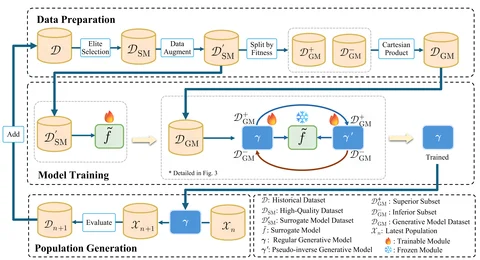 Data Preparation
𝒟
Elite
Selection
𝒟_SM
Data
Augment
𝒟′_SM
Split by
Fitness
𝒟⁺_GM
𝒟⁻_GM
Cartesian
Product
𝒟_GM
Add
𝒟′_SM
f̃
Model Training
𝒟_GM
* Detailed in Fig. 3
𝒟⁺_GM
𝒟⁻_GM
γ
f̃
γ′
𝒟⁺_GM
𝒟⁻_GM
γ
Trained
𝒟_n+1
Evaluate
𝒳_n+1
γ
𝒳_n
Population Generation
𝒟: Historical Dataset
𝒟_SM: High-Quality Dataset
𝒟′_SM: Surrogate Model Dataset
f̃: Surrogate Model
γ: Regular Generative Model
γ′: Pseudo-inverse Generative Model
𝒟⁺_GM: Superior Subset
𝒟⁻_GM: Inferior Subset
𝒟_GM: Generative Model Dataset
𝒳_n: Latest Population
: Trainable Module
: Frozen Module